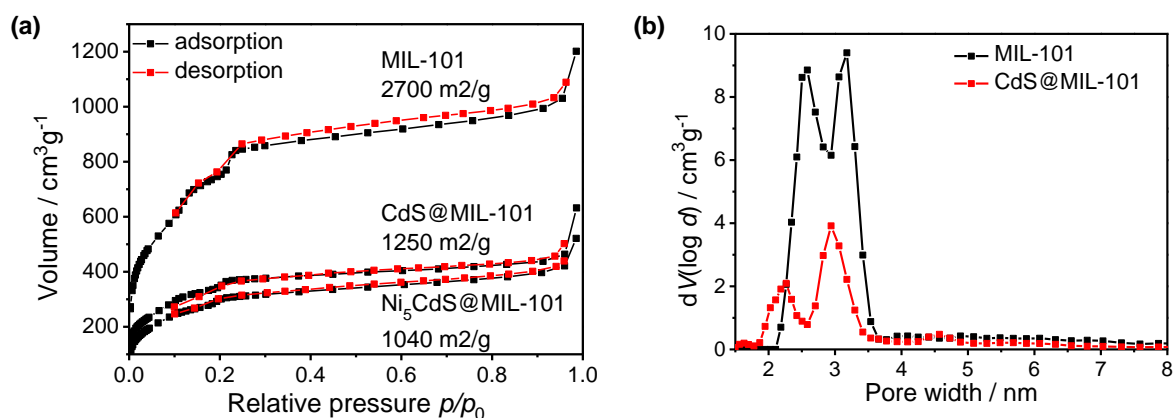 (a)
adsorption
desorption
MIL-101
2700 m2/g
CdS@MIL-101
1250 m2/g
Ni₅CdS@MIL-101
1040 m2/g
Volume / cm³g⁻¹
1200
1000
800
600
400
200
0.0 0.2 0.4 0.6 0.8 1.0
Relative pressure p/p₀
(b)
MIL-101
CdS@MIL-101
dV(log d) / cm³g⁻¹
10
8
6
4
2
0
2 3 4 5 6 7 8
Pore width / nm